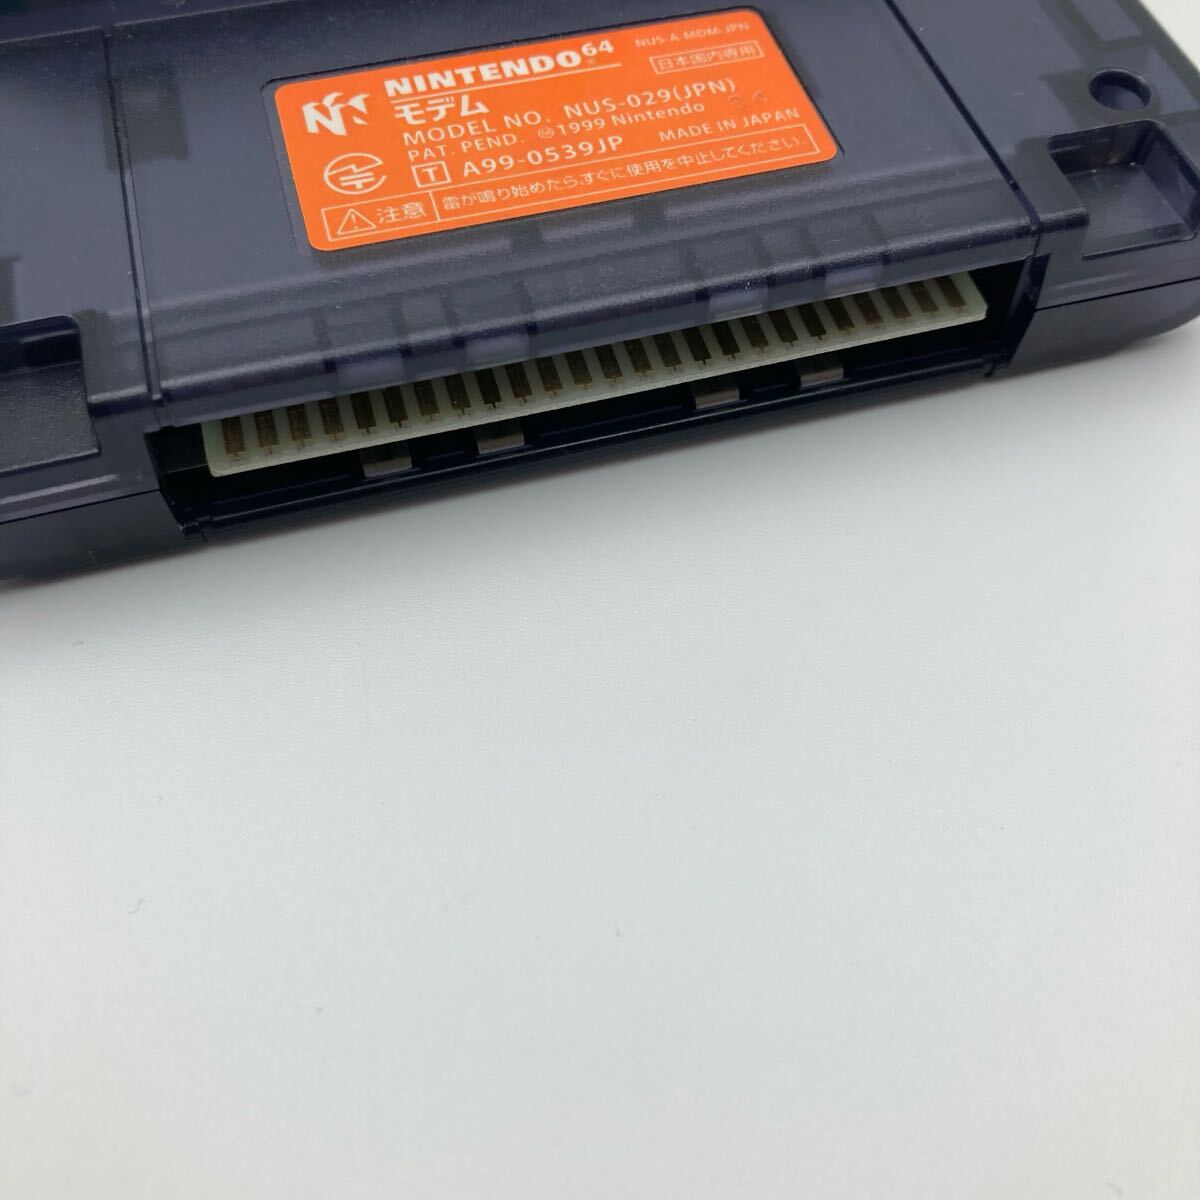 NINTENDO64 NUS-A-MDM-JPN
モデム 日本国内専用
MODEL NO. NUS-029(JPN)
PAT. PEND. Ⓜ1999 Nintendo
T A99-0539JP MADE IN JAPAN
注意 雷が鳴り始めたら、すぐに使用を中止してください。